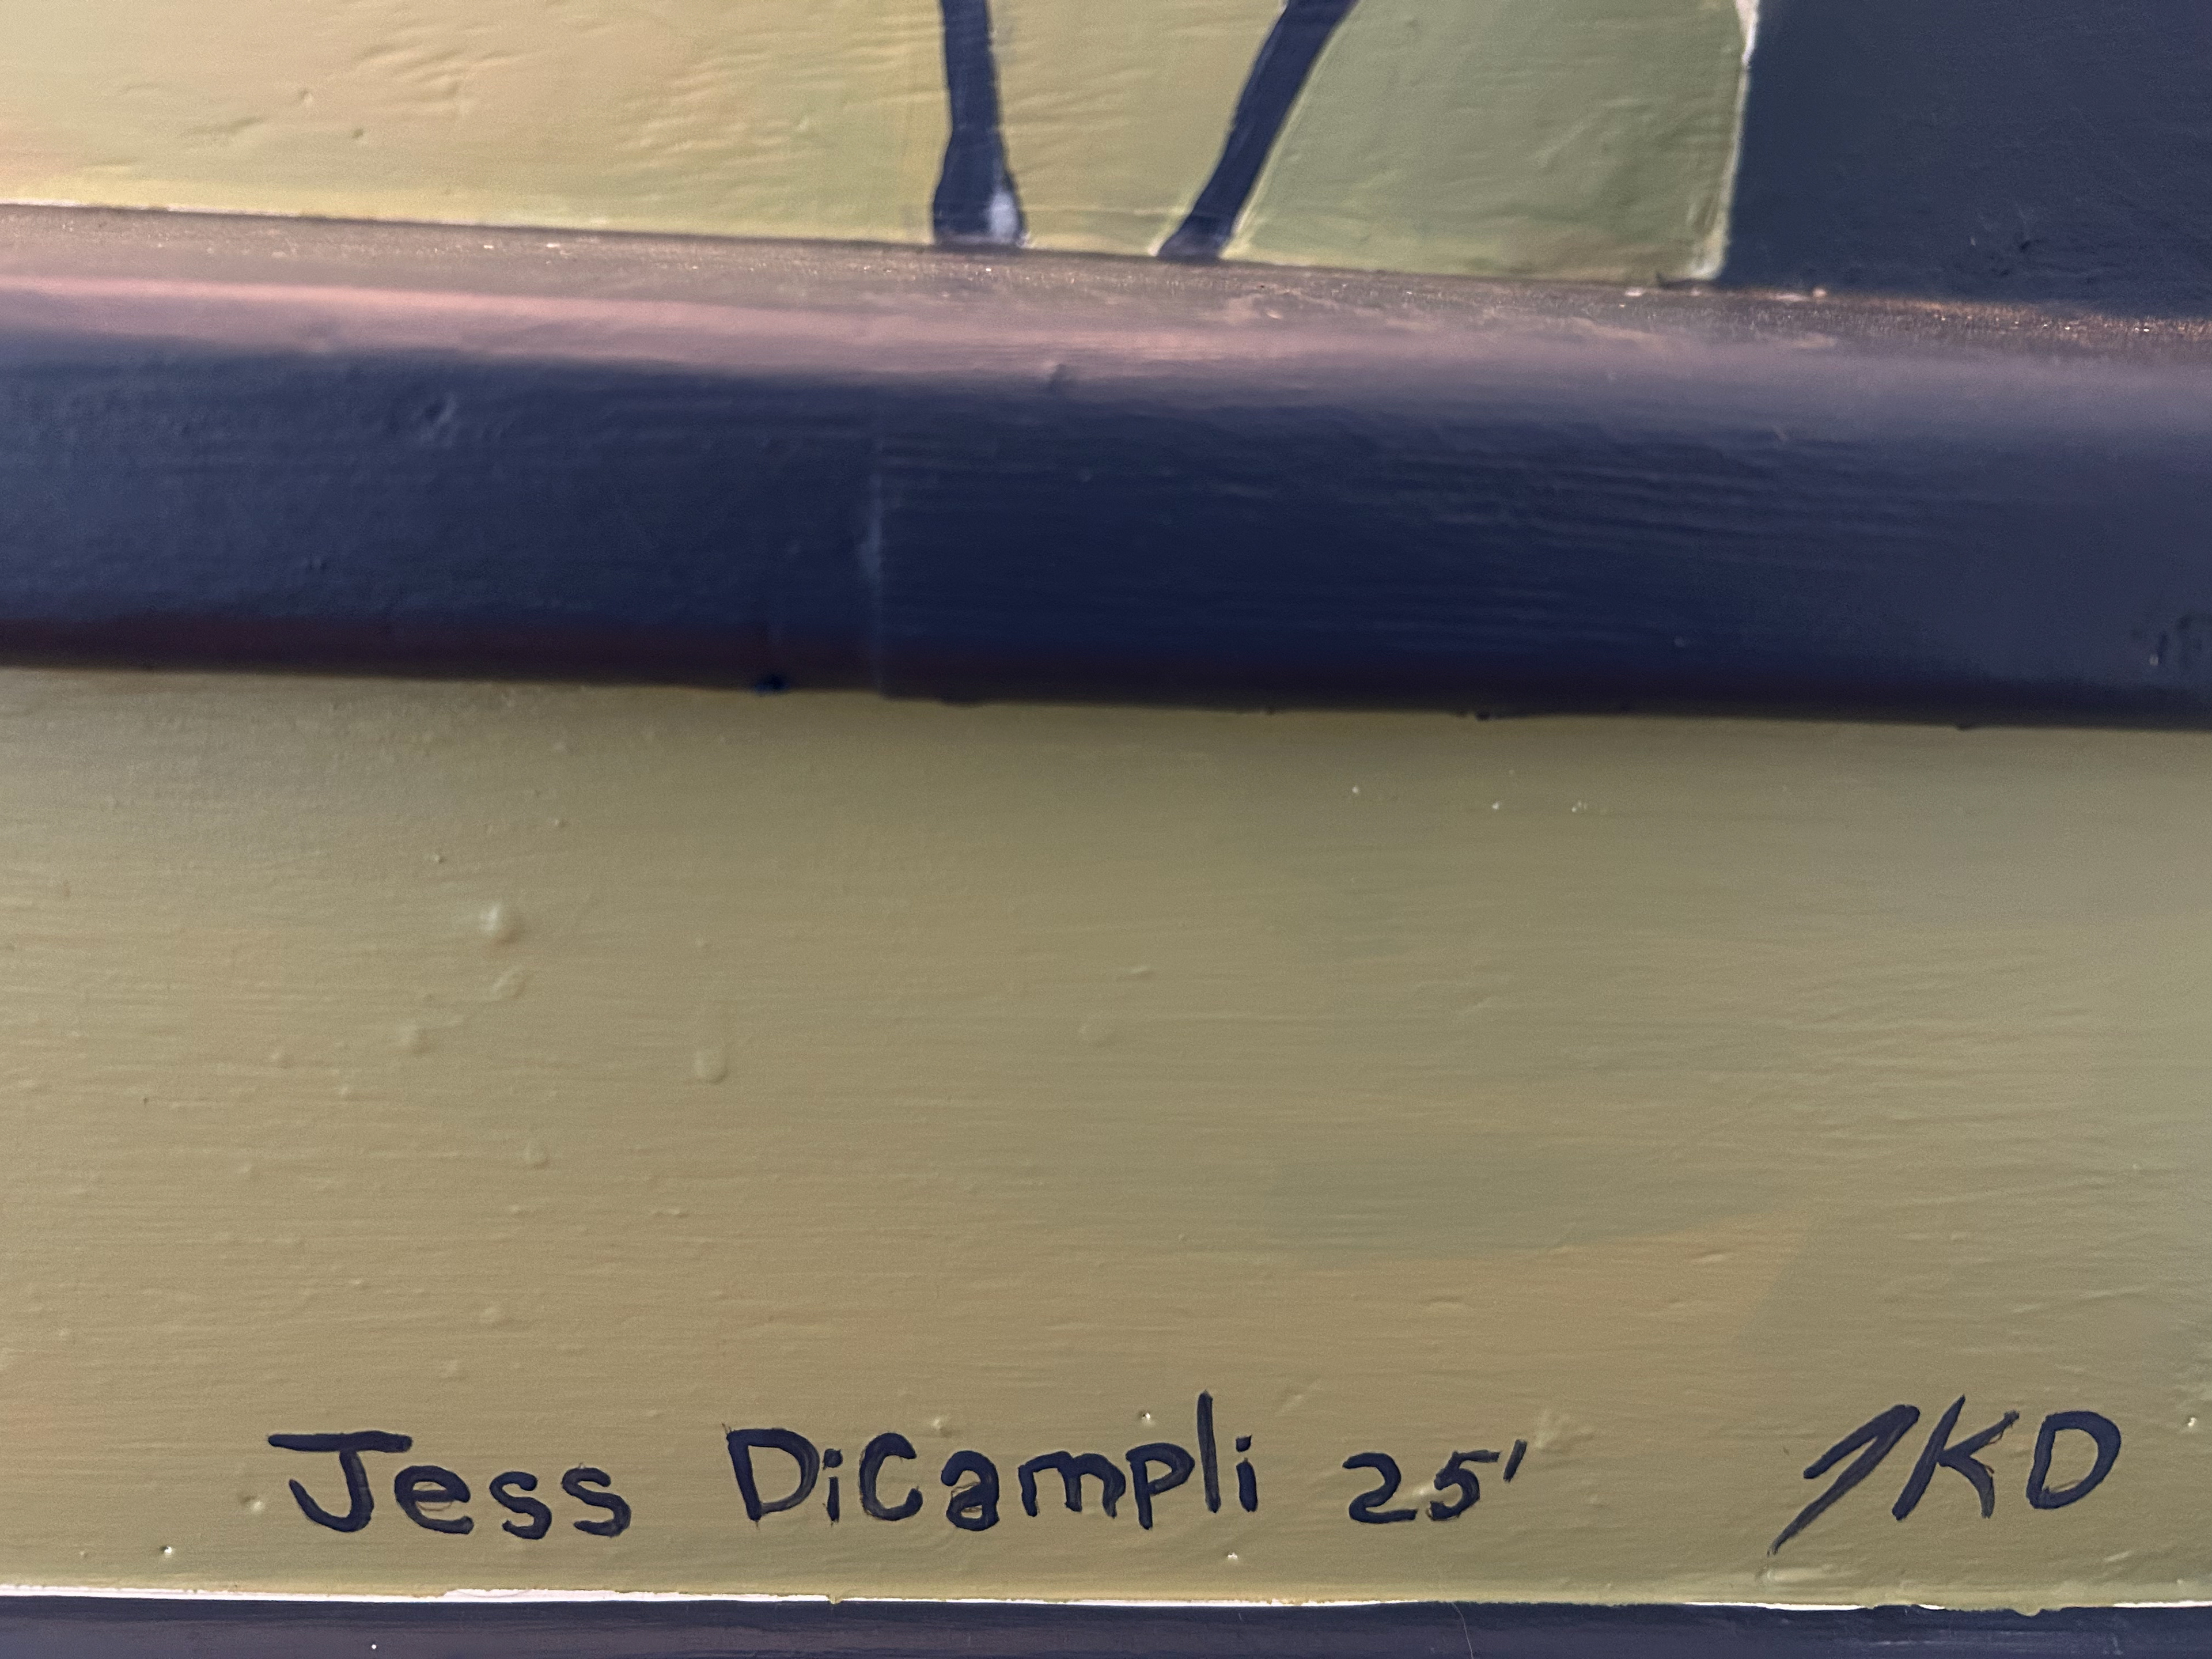 Jess DiCampli 25' 1KD